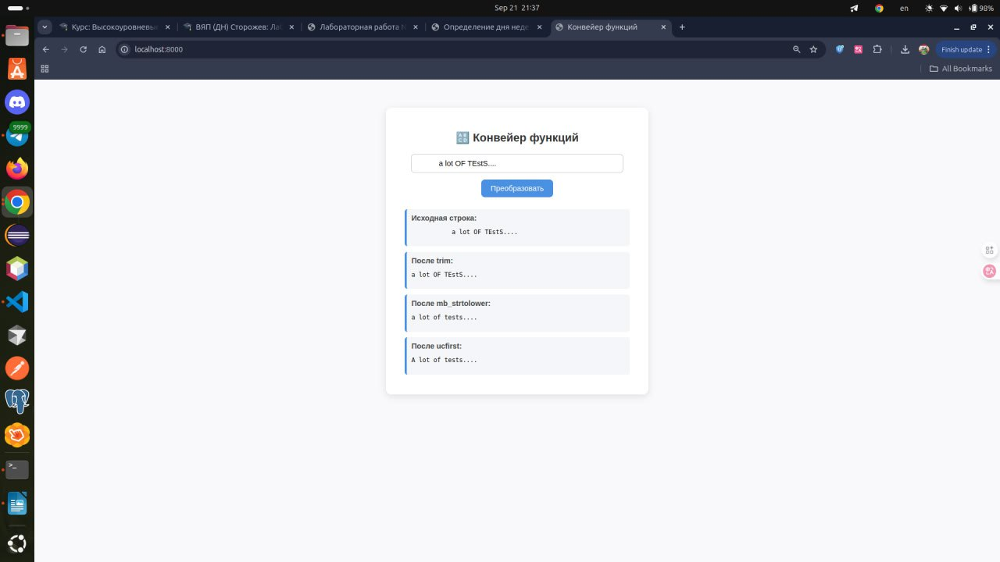 Sep 21 21:37
en
98%
Курс: Высокоуровневы
ВЯП (ДН) Сторожев: Ла
Лабораторная работа N
Определение дня неде
Конвейер функций
localhost:8000
Finish update
All Bookmarks
9999
Конвейер функций
a lot OF TEstS....
Преобразовать
Исходная строка:
a lot OF TEstS....
После trim:
a lot OF TEstS....
После mb_strtolower:
a lot of tests....
После ucfirst:
A lot of tests....